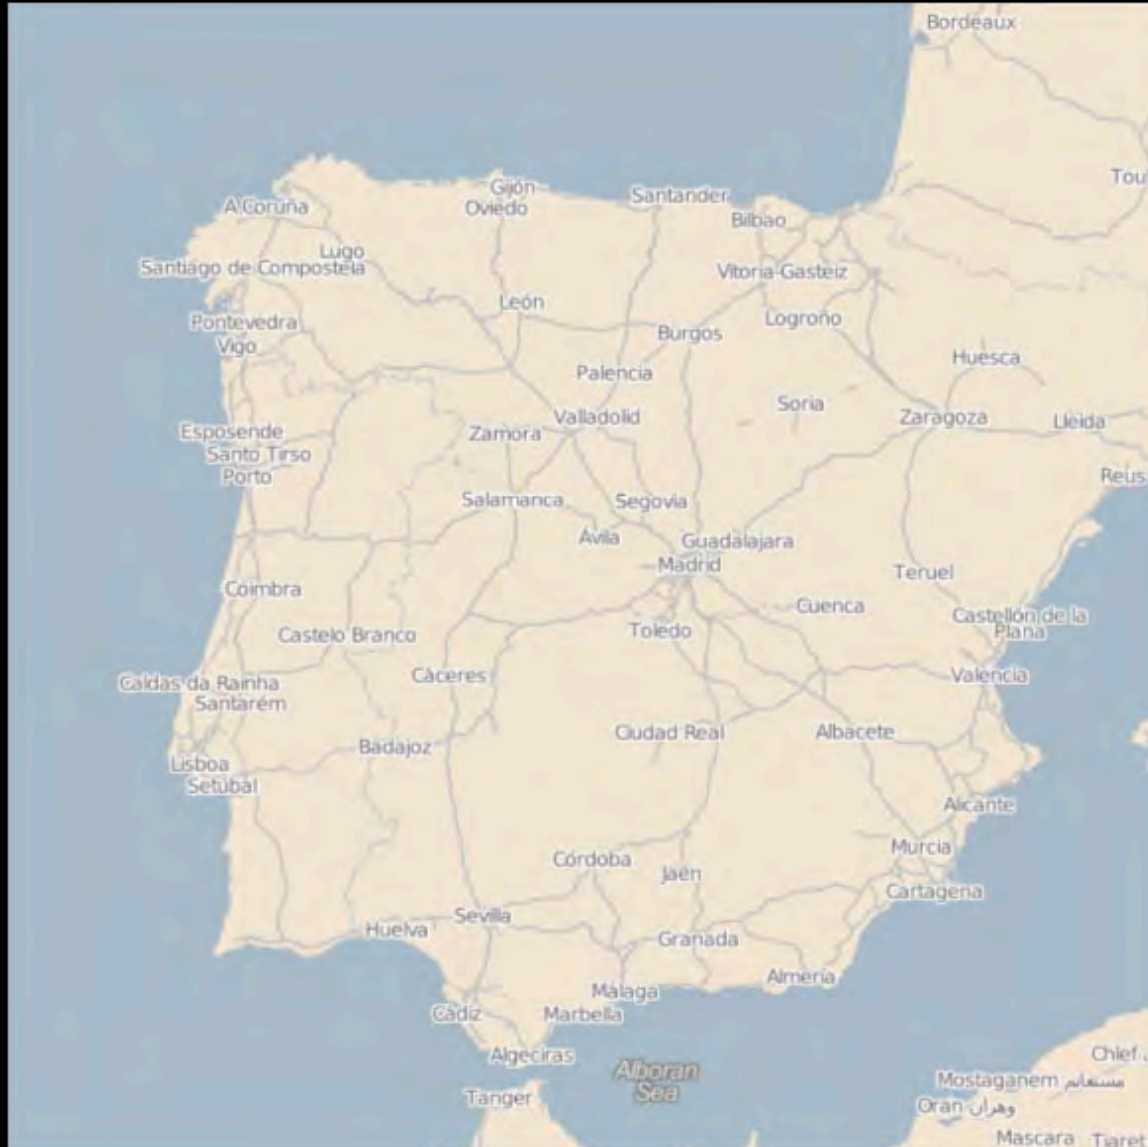 Bordeaux
Tou
Gijón
A Coruña
Oviedo
Santander
Bilbao
Lugo
Santiago de Compostela
Vitoria-Gasteiz
León
Pontevedra
Logroño
Burgos
Vigo
Huesca
Palencia
Soria
Valladolid
Zaragoza
Lleida
Esposende
Zamora
Santo Tirso
Porto
Reus
Salamanca
Segovia
Ávila
Guadalajara
Madrid
Teruel
Coimbra
Cuenca
Castellón de la
Plana
Castelo Branco
Toledo
Càceres
Valencia
Caldas da Rainha
Santarém
Ciudad Real
Albacete
Badajoz
Lisboa
Setúbal
Alicante
Murcia
Córdoba
Jaén
Cartagena
Sevilla
Huelva
Granada
Almería
Málaga
Cádiz
Marbella
Algeciras
Chlef
Alboran
Sea
Tanger
Mostaganem مستغانم
Oran وهران
Mascara
Tiaret